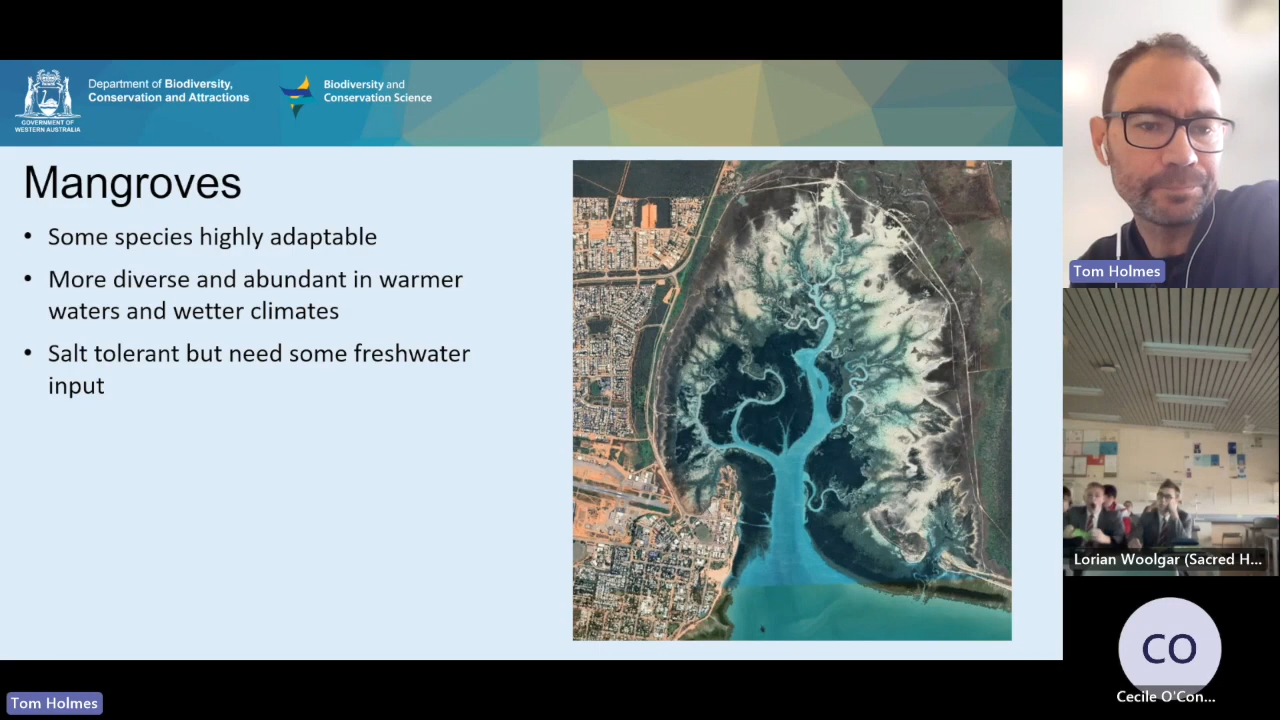 Department of Biodiversity,
Conservation and Attractions
GOVERNMENT OF
WESTERN AUSTRALIA
Biodiversity and
Conservation Science
Mangroves
• Some species highly adaptable
• More diverse and abundant in warmer
waters and wetter climates
• Salt tolerant but need some freshwater
input
Tom Holmes
Lorian Woolgar (Sacred H...
CO
Cecile O'Con...
Tom Holmes